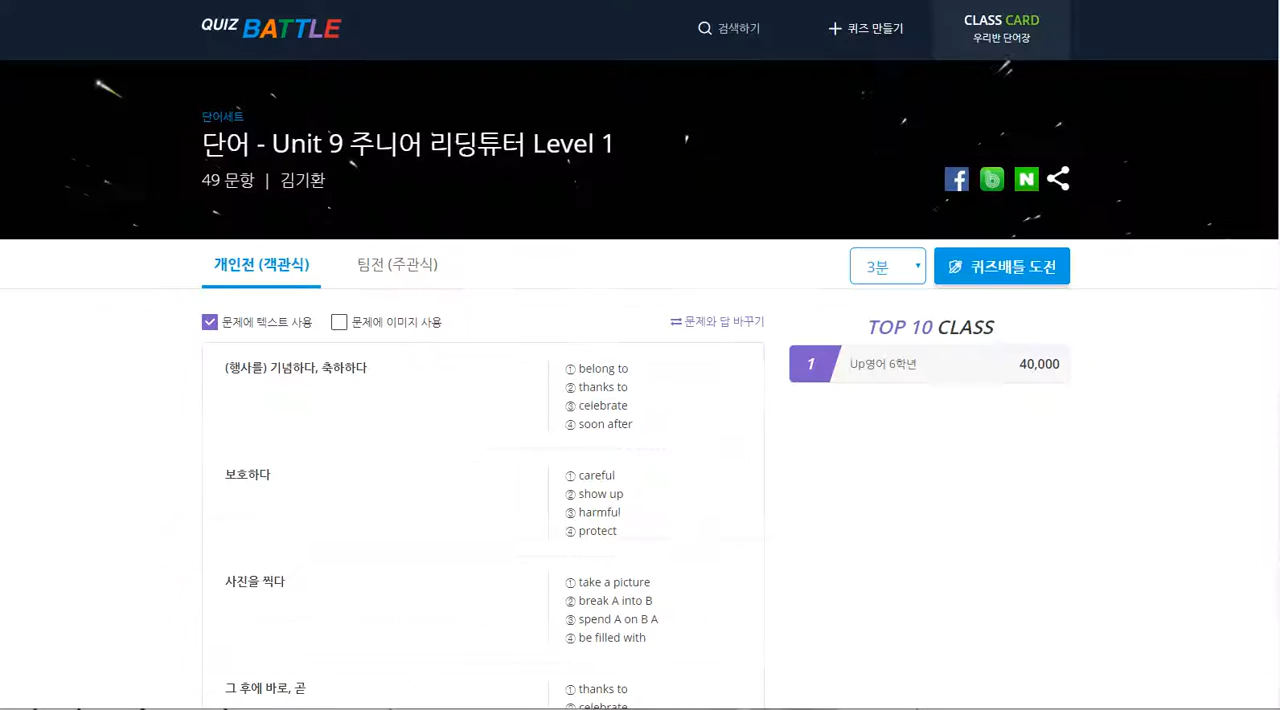 QUIZ BATTLE
검색하기
퀴즈 만들기
CLASS CARD
우리반 단어장
단어세트
단어 - Unit 9 주니어 리딩튜터 Level 1
49 문항 | 김기환
개인전 (객관식)
팀전 (주관식)
3분
퀴즈배틀 도전
문제에 텍스트 사용
문제에 이미지 사용
문제와 답 바꾸기
TOP 10 CLASS
1 Up영어 6학년 40,000
(행사를) 기념하다, 축하하다
① belong to
② thanks to
③ celebrate
④ soon after
보호하다
① careful
② show up
③ harmful
④ protect
사진을 찍다
① take a picture
② break A into B
③ spend A on B A
④ be filled with
그 후에 바로, 곧
① thanks to
② celebrate